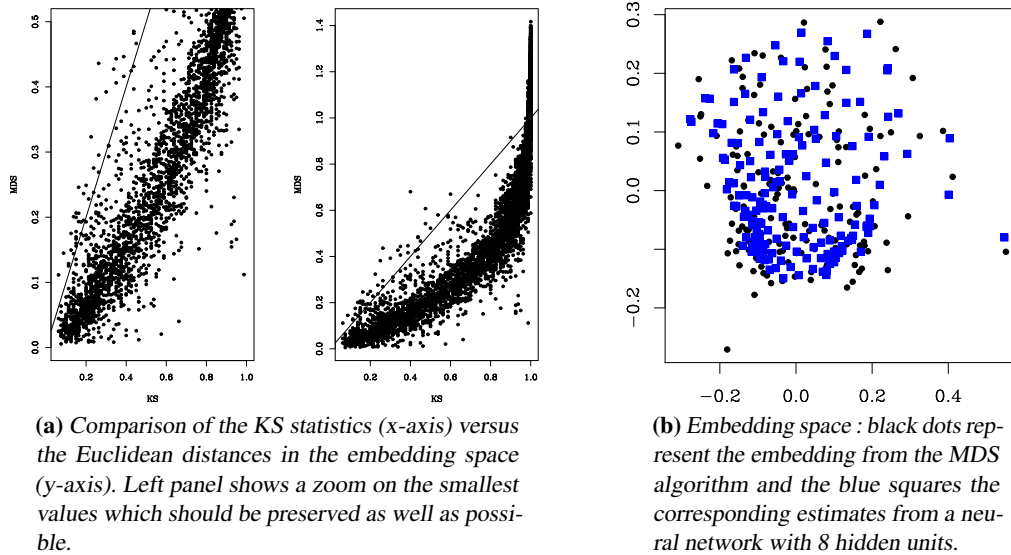 0.5
0.4
0.3
0.2
0.1
0.0
MDS
0.2 0.4 0.6 0.8 1.0
KS
1.4
1.2
1.0
0.8
0.6
0.4
0.2
0.0
MDS
0.2 0.4 0.6 0.8 1.0
KS
(a) Comparison of the KS statistics (x-axis) versus
the Euclidean distances in the embedding space
(y-axis). Left panel shows a zoom on the smallest
values which should be preserved as well as possi-
ble.
0.3
0.2
0.1
0.0
−0.2
−0.2 0.0 0.2 0.4
(b) Embedding space : black dots rep-
resent the embedding from the MDS
algorithm and the blue squares the
corresponding estimates from a neu-
ral network with 8 hidden units.